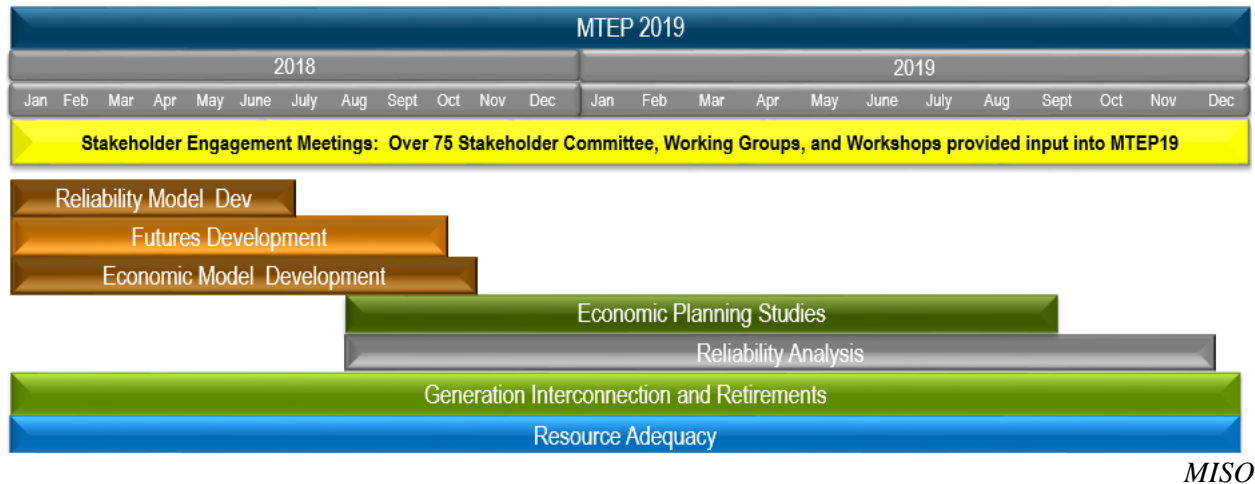 MTEP 2019
2018 2019
Jan Feb Mar Apr May June July Aug Sept Oct Nov Dec Jan Feb Mar Apr May June July Aug Sept Oct Nov Dec
Stakeholder Engagement Meetings: Over 75 Stakeholder Committee, Working Groups, and Workshops provided input into MTEP19
Reliability Model Dev
Futures Development
Economic Model Development
Economic Planning Studies
Reliability Analysis
Generation Interconnection and Retirements
Resource Adequacy
MISO